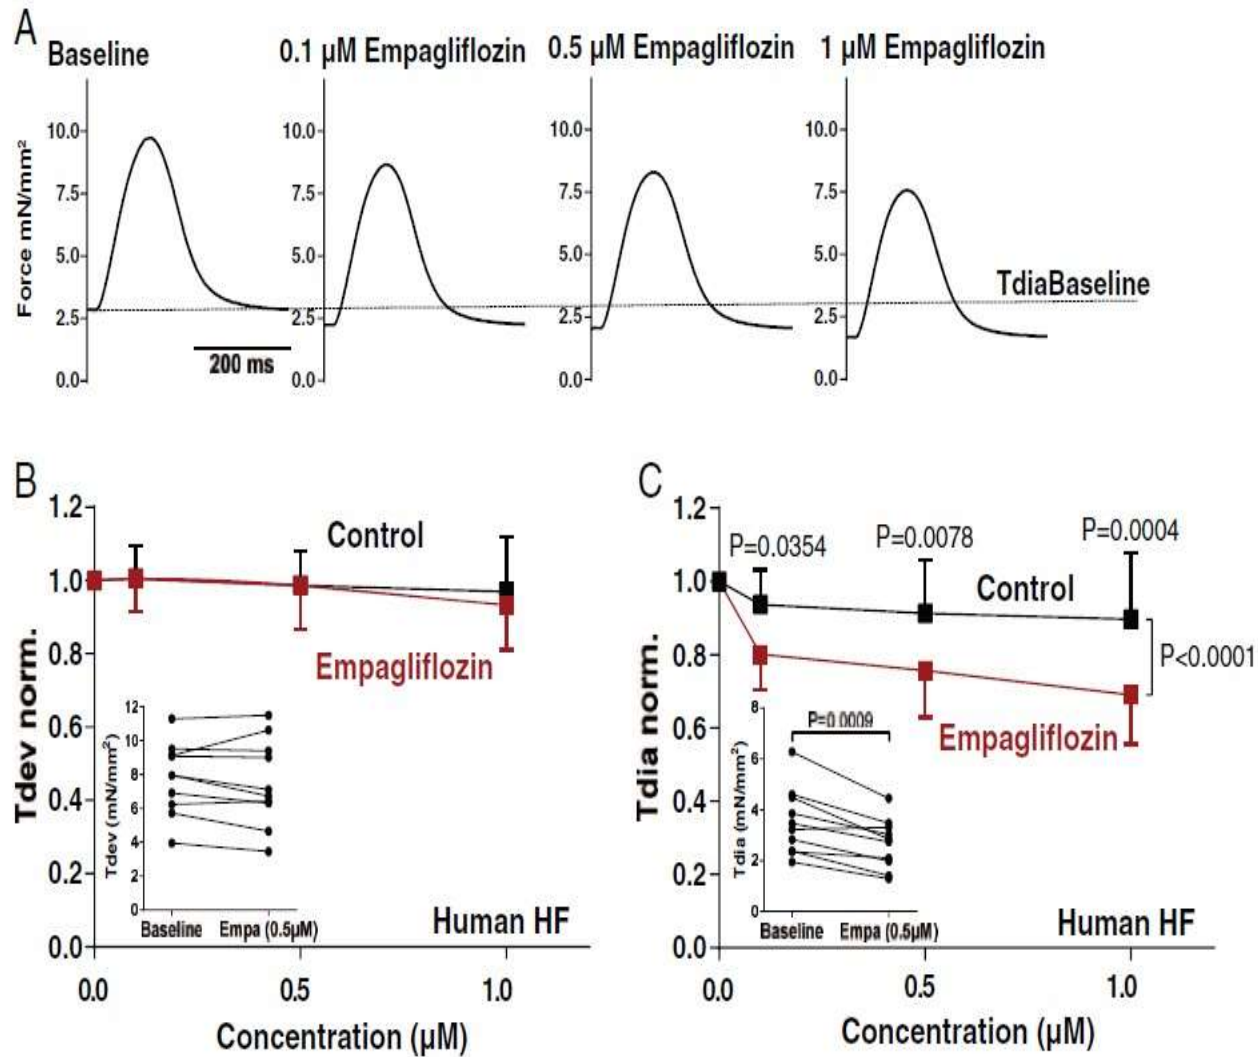 A
Baseline
0.1 µM Empagliflozin
0.5 µM Empagliflozin
1 µM Empagliflozin
Force mN/mm²
10.0
7.5
5.0
2.5
0.0
200 ms
10.0
7.5
5.0
2.5
0.0
10.0
7.5
5.0
2.5
0.0
10.0
7.5
5.0
2.5
0.0
TdiaBaseline
B
Tdev norm.
1.2
1.0
0.8
0.6
0.4
0.2
0.0
Control
Empagliflozin
Tdev (mN/mm²)
12
10
8
6
4
2
0
Baseline Empa (0.5µM)
Human HF
0.0 0.5 1.0
Concentration (µM)
C
Tdia norm.
1.2
1.0
0.8
0.6
0.4
0.2
0.0
P=0.0354
P=0.0078
P=0.0004
Control
P<0.0001
Empagliflozin
P=0.0009
Tdia (mN/mm²)
8
6
4
2
0
Baseline Empa (0.5µM)
Human HF
0.0 0.5 1.0
Concentration (µM)